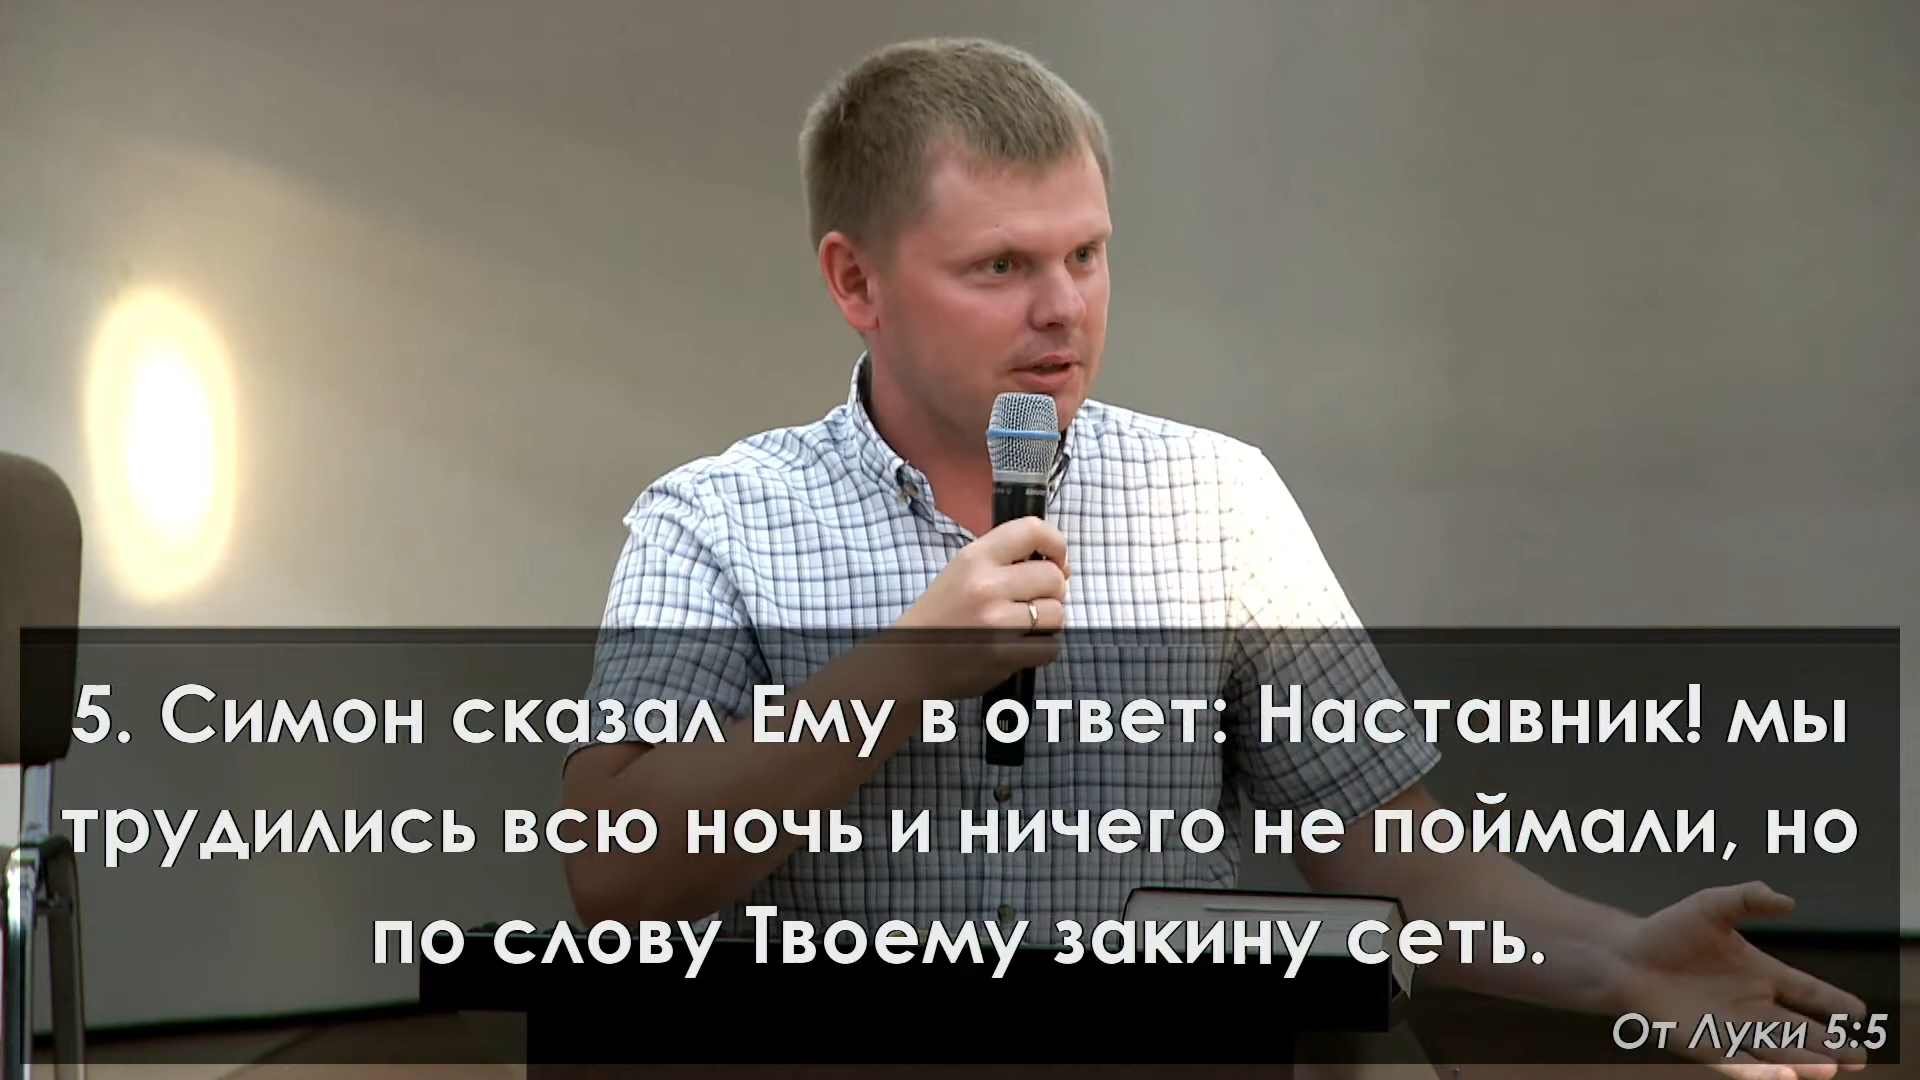 5. Симон сказал Ему в ответ: Наставник! мы
трудились всю ночь и ничего не поймали, но
по слову Твоему закину сеть.
От Луки 5:5